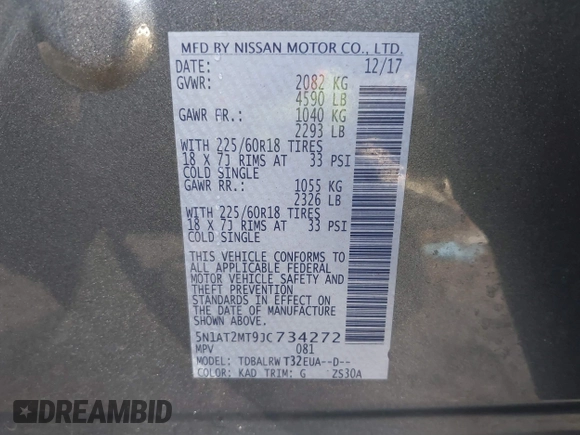 MFD BY NISSAN MOTOR CO., LTD.
DATE: 12/17
GVWR: 2082 KG
4590 LB
GAWR FR.: 1040 KG
2293 LB
WITH 225/60R18 TIRES
18 X 7J RIMS AT 33 PSI
COLD SINGLE
GAWR RR.: 1055 KG
2326 LB
WITH 225/60R18 TIRES
18 X 7J RIMS AT 33 PSI
COLD SINGLE
THIS VEHICLE CONFORMS TO
ALL APPLICABLE FEDERAL
MOTOR VEHICLE SAFETY AND
THEFT PREVENTION
STANDARDS IN EFFECT ON
THE DATE OF MANUFACTURE
SHOWN ABOVE.
5N1AT2MT9JC734272
MPV 081
MODEL: TDBALRW T32EUA--D--
COLOR: KAD TRIM: G 2S30A
DREAMBID